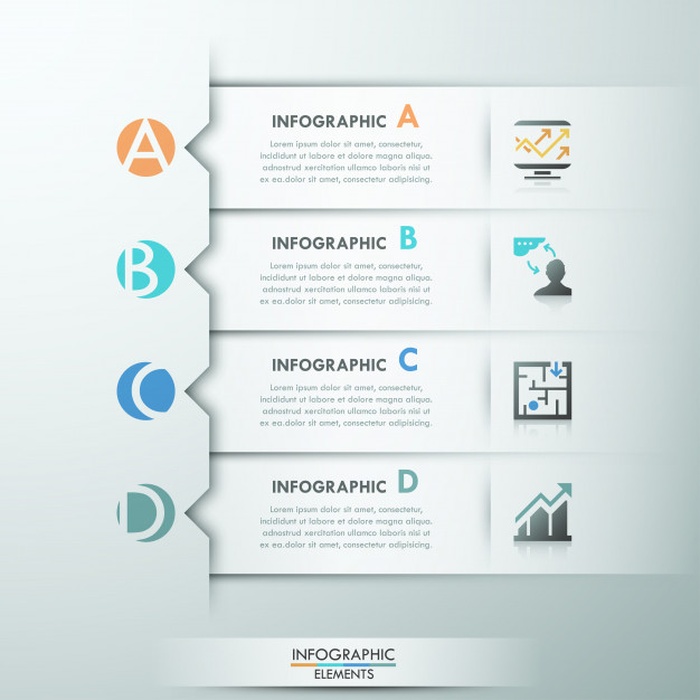 A
INFOGRAPHIC A
Lorem ipsum dolor sit amet, consectetur,
incididunt ut labore et dolore magna aliqua.
adnostrud xercitation ullamco laboris nisi ut
ex ea.dolor sit amet, consectetur adipisicing.
B
INFOGRAPHIC B
Lorem ipsum dolor sit amet, consectetur,
incididunt ut labore et dolore magna aliqua.
adnostrud xercitation ullamco laboris nisi ut
ex ea.dolor sit amet, consectetur adipisicing.
C
INFOGRAPHIC C
Lorem ipsum dolor sit amet, consectetur,
incididunt ut labore et dolore magna aliqua.
adnostrud xercitation ullamco laboris nisi ut
ex ea.dolor sit amet, consectetur adipisicing.
D
INFOGRAPHIC D
Lorem ipsum dolor sit amet, consectetur,
incididunt ut labore et dolore magna aliqua.
adnostrud xercitation ullamco laboris nisi ut
ex ea.dolor sit amet, consectetur adipisicing.
INFOGRAPHIC
ELEMENTS